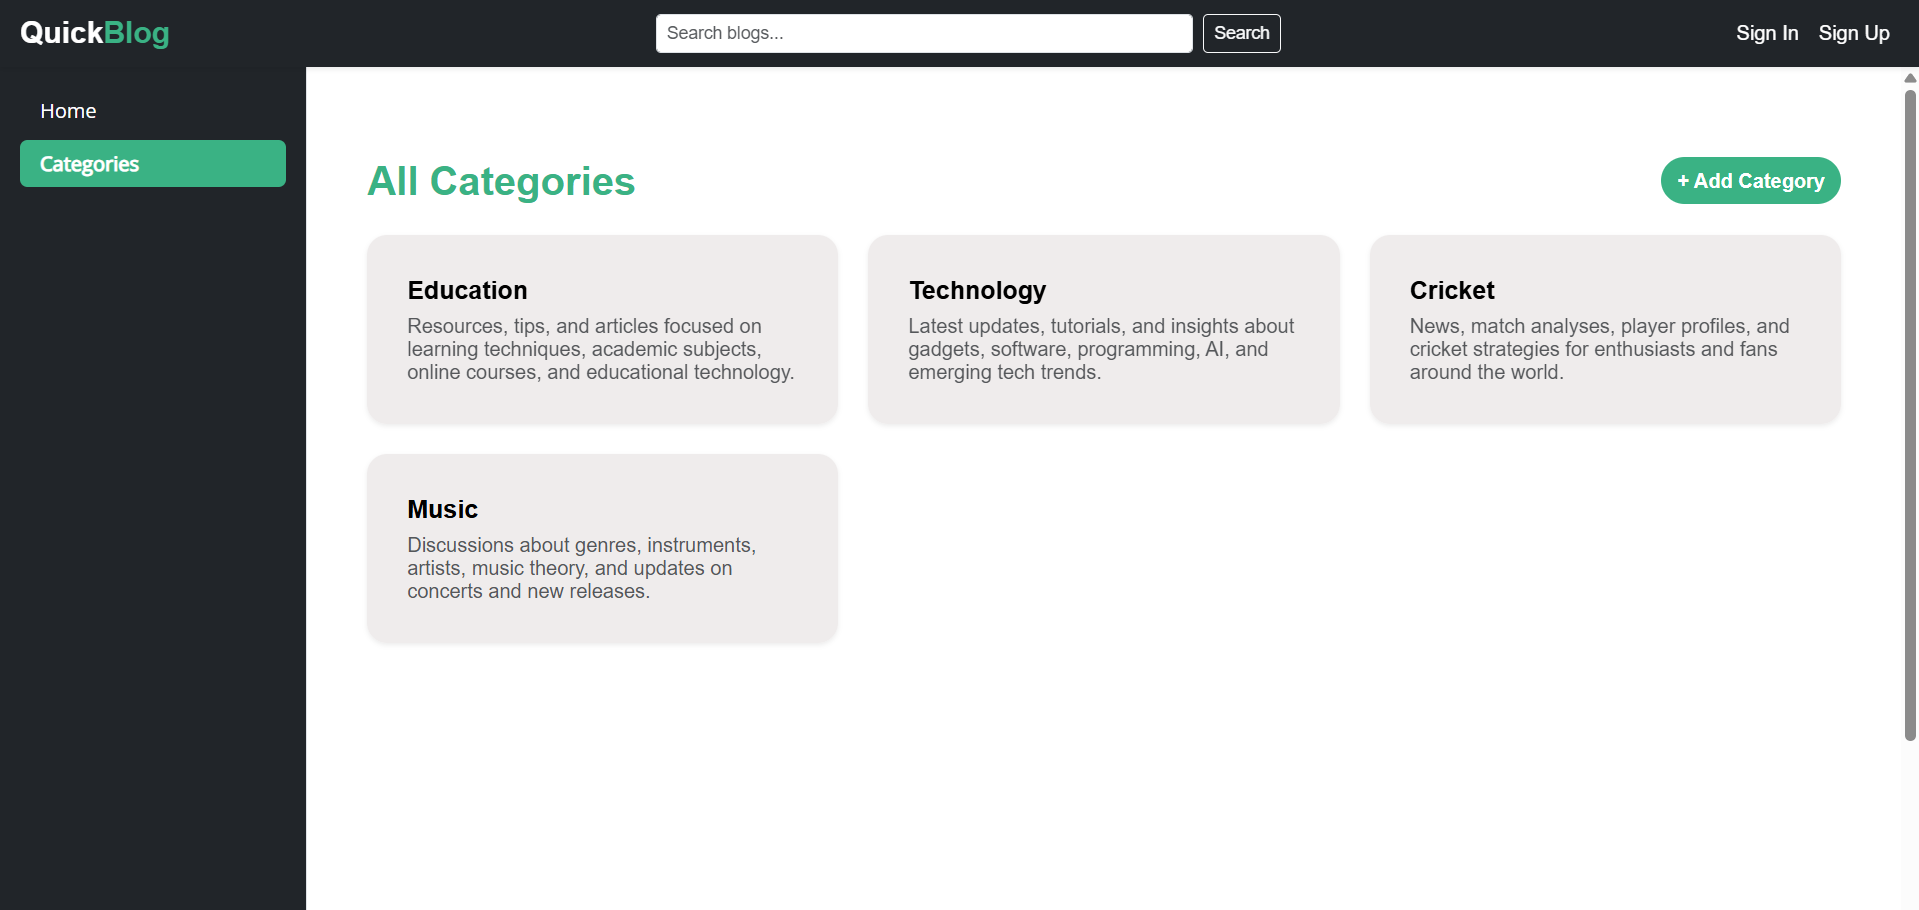 QuickBlog
Search blogs...
Search
Sign In
Sign Up
Home
Categories
All Categories
+ Add Category
Education
Resources, tips, and articles focused on
learning techniques, academic subjects,
online courses, and educational technology.
Technology
Latest updates, tutorials, and insights about
gadgets, software, programming, AI, and
emerging tech trends.
Cricket
News, match analyses, player profiles, and
cricket strategies for enthusiasts and fans
around the world.
Music
Discussions about genres, instruments,
artists, music theory, and updates on
concerts and new releases.